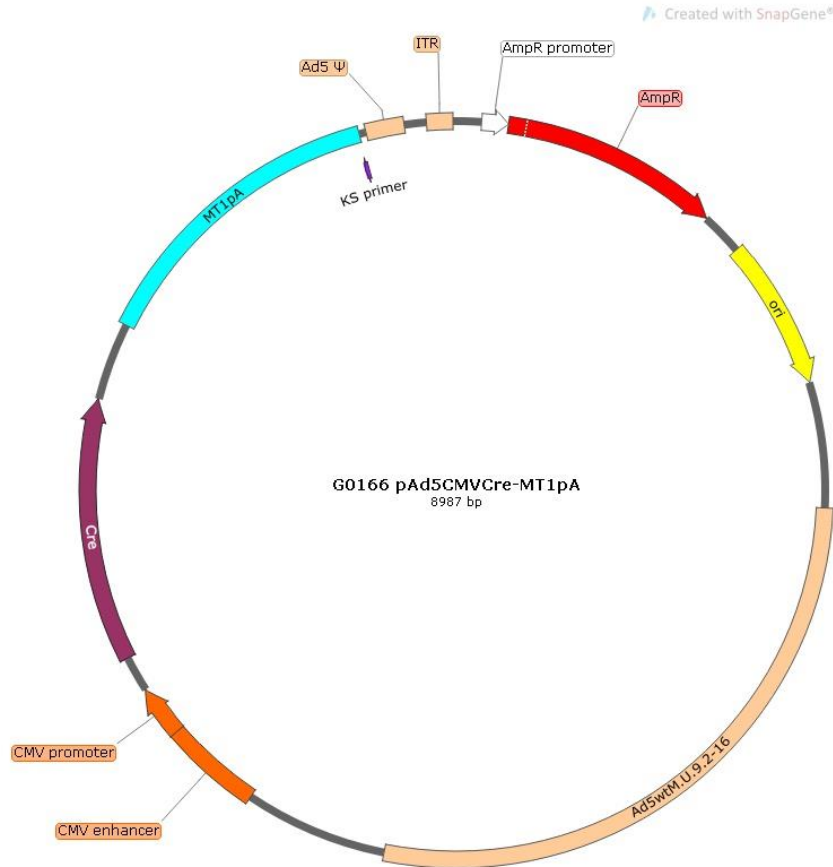 Created with SnapGene®
ITR
AmpR promoter
Ad5 Ψ
AmpR
KS primer
MT1pA
ori
G0166 pAd5CMVCre-MT1pA
8987 bp
Cre
Ad5wtM.U.9.2-16
CMV promoter
CMV enhancer